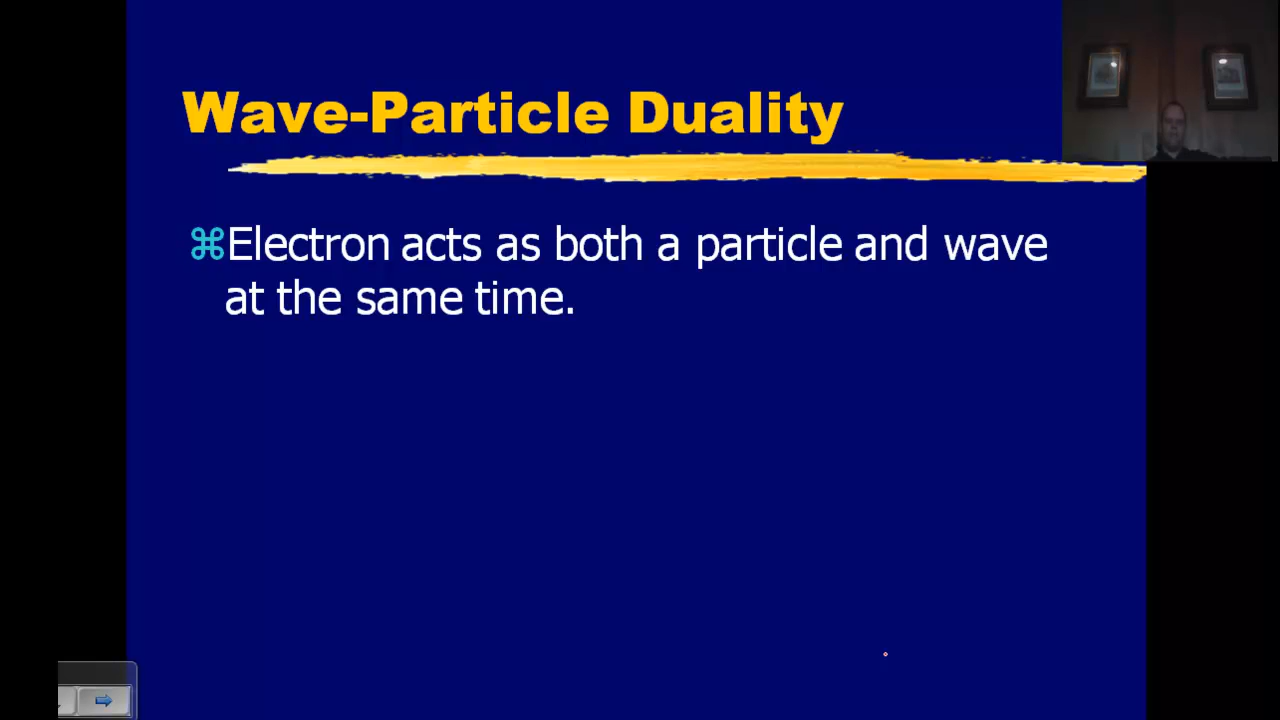 Wave-Particle Duality
⌘Electron acts as both a particle and wave
at the same time.